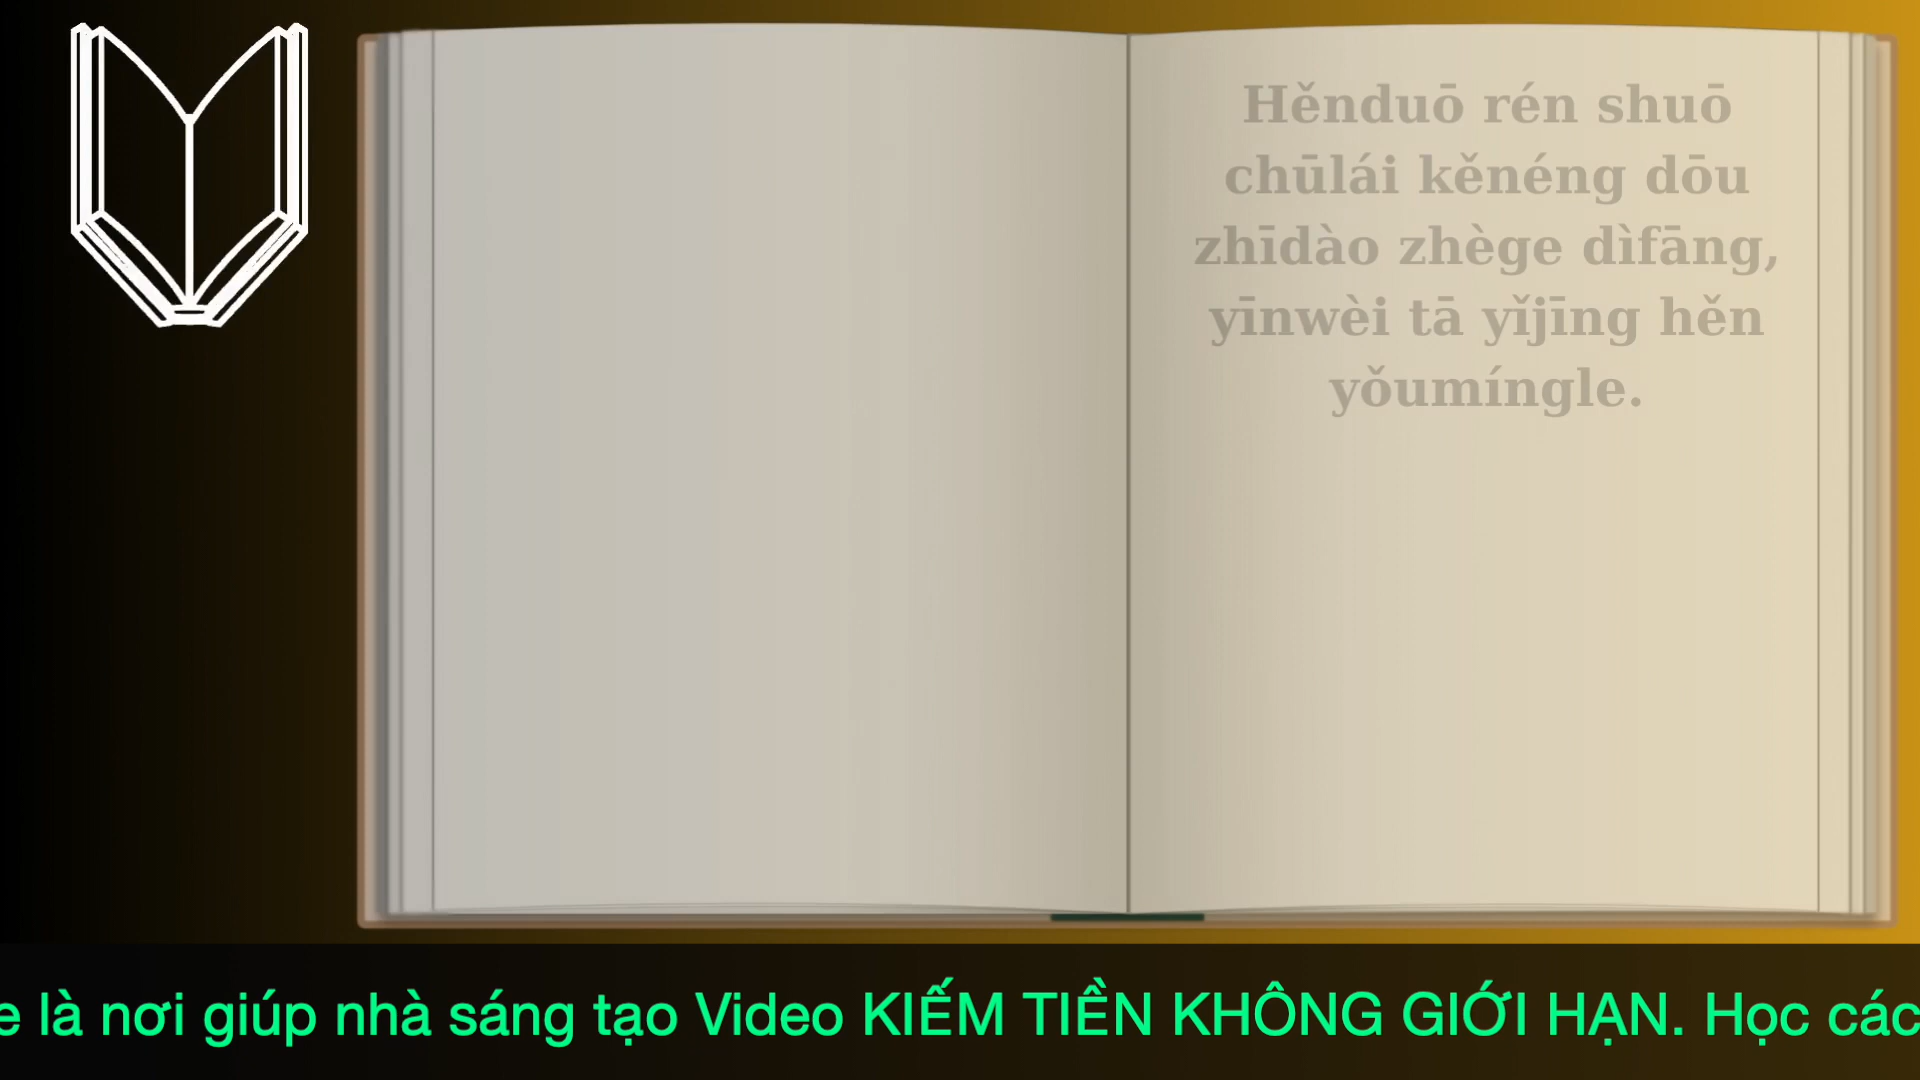 Hěnduō rén shuō
chūlái kěnéng dōu
zhīdào zhège dìfāng,
yīnwèi tā yǐjīng hěn
yǒumíngle.
e là nơi giúp nhà sáng tạo Video KIẾM TIỀN KHÔNG GIỚI HẠN. Học các